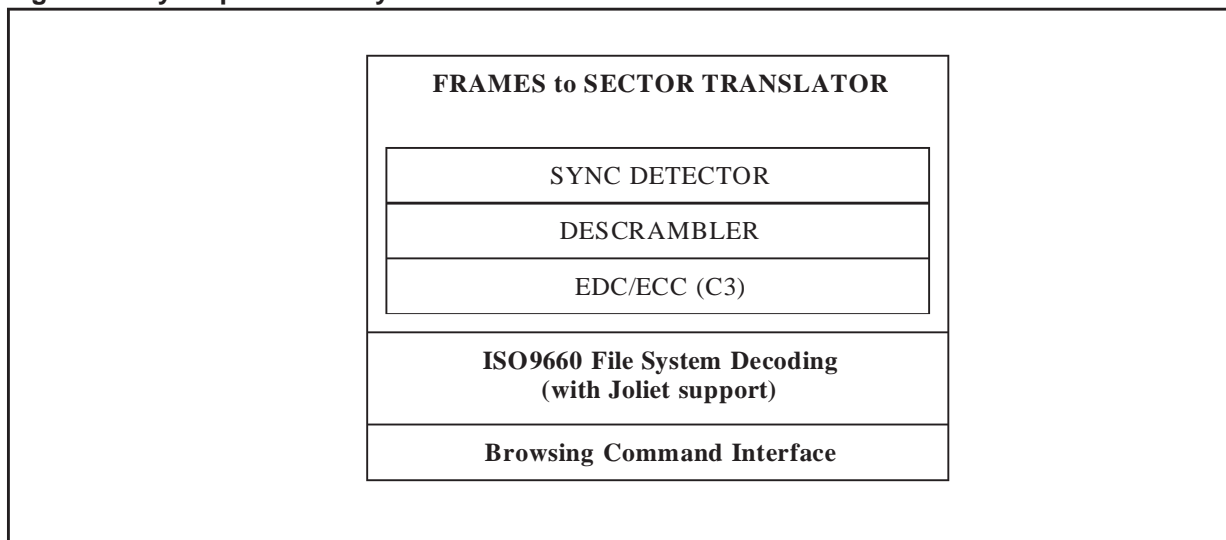 FRAMES to SECTOR TRANSLATOR
SYNC DETECTOR
DESCRAMBLER
EDC/ECC (C3)
ISO9660 File System Decoding
(with Joliet support)
Browsing Command Interface